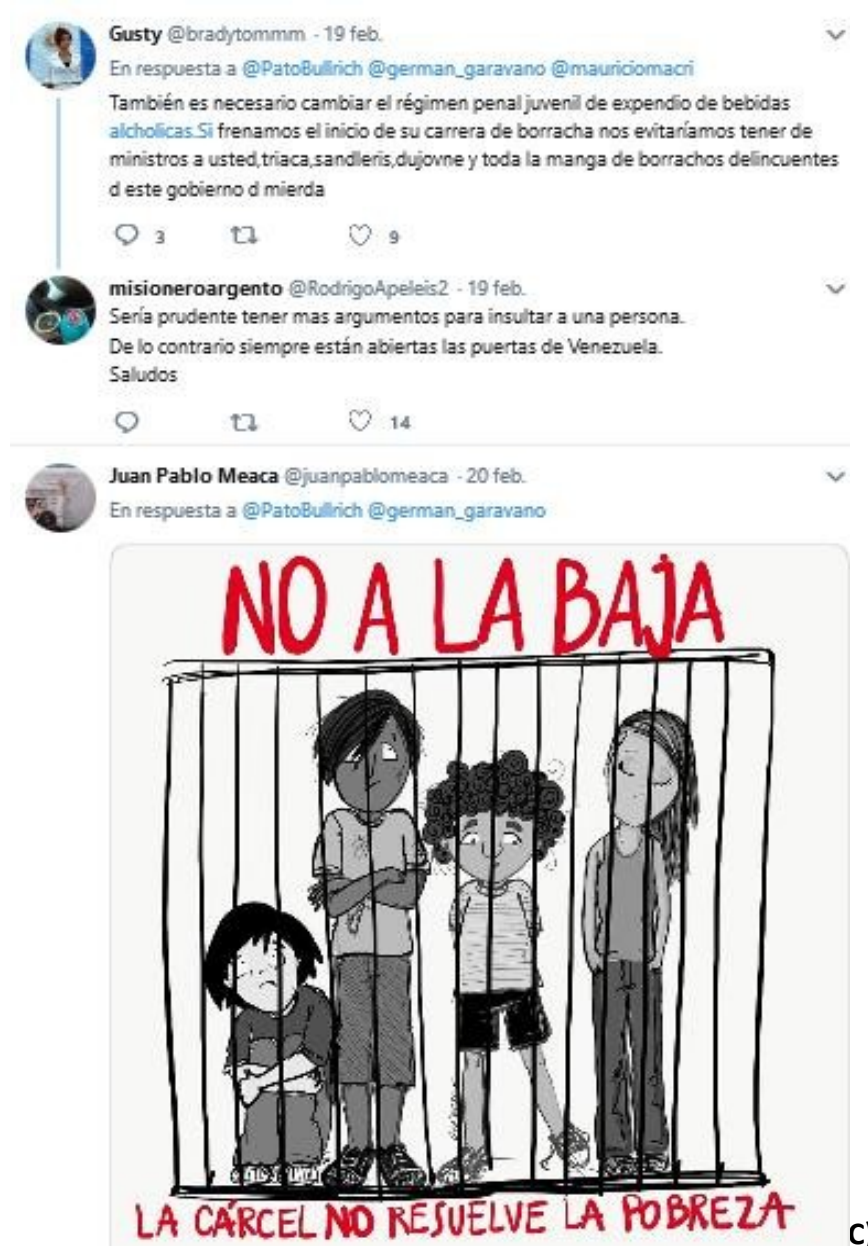 Gusty @bradytommm · 19 feb.
En respuesta a @PatoBullrich @german_garavano @mauriciomacri
También es necesario cambiar el régimen penal juvenil de expendio de bebidas
alcholicas.Si frenamos el inicio de su carrera de borracha nos evitaríamos tener de
ministros a usted,triaca,sandleris,dujovne y toda la manga de borrachos delincuentes
d este gobierno d mierda
3 9
misioneroargento @RodrigoApeleis2 · 19 feb.
Sería prudente tener mas argumentos para insultar a una persona.
De lo contrario siempre están abiertas las puertas de Venezuela.
Saludos
14
Juan Pablo Meaca @juanpablomeaca · 20 feb.
En respuesta a @PatoBullrich @german_garavano
NO A LA BAJA
LA CÁRCEL NO RESUELVE LA POBREZA